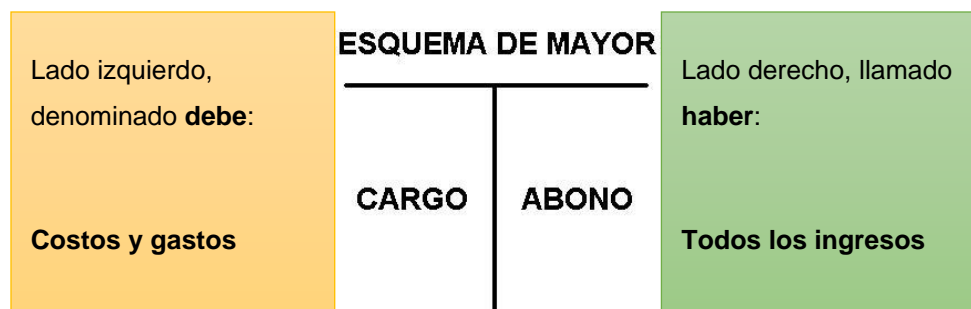 Lado izquierdo,
denominado debe:
Costos y gastos
ESQUEMA DE MAYOR
CARGO
ABONO
Lado derecho, llamado
haber:
Todos los ingresos